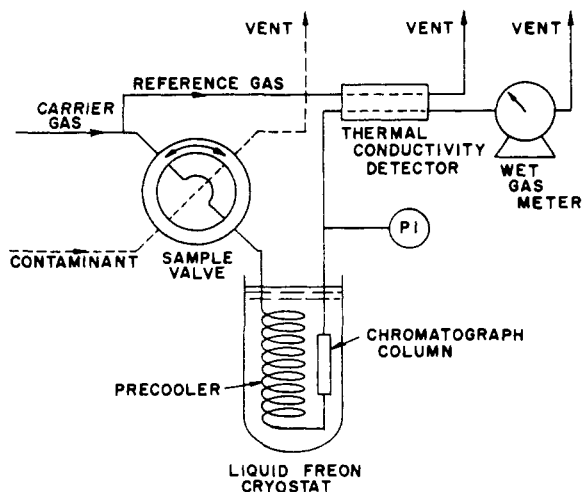 VENT
VENT
VENT
REFERENCE GAS
CARRIER
GAS
THERMAL
CONDUCTIVITY
DETECTOR
WET
GAS
METER
CONTAMINANT
SAMPLE
VALVE
PI
CHROMATOGRAPH
COLUMN
PRECOOLER
LIQUID FREON
CRYOSTAT